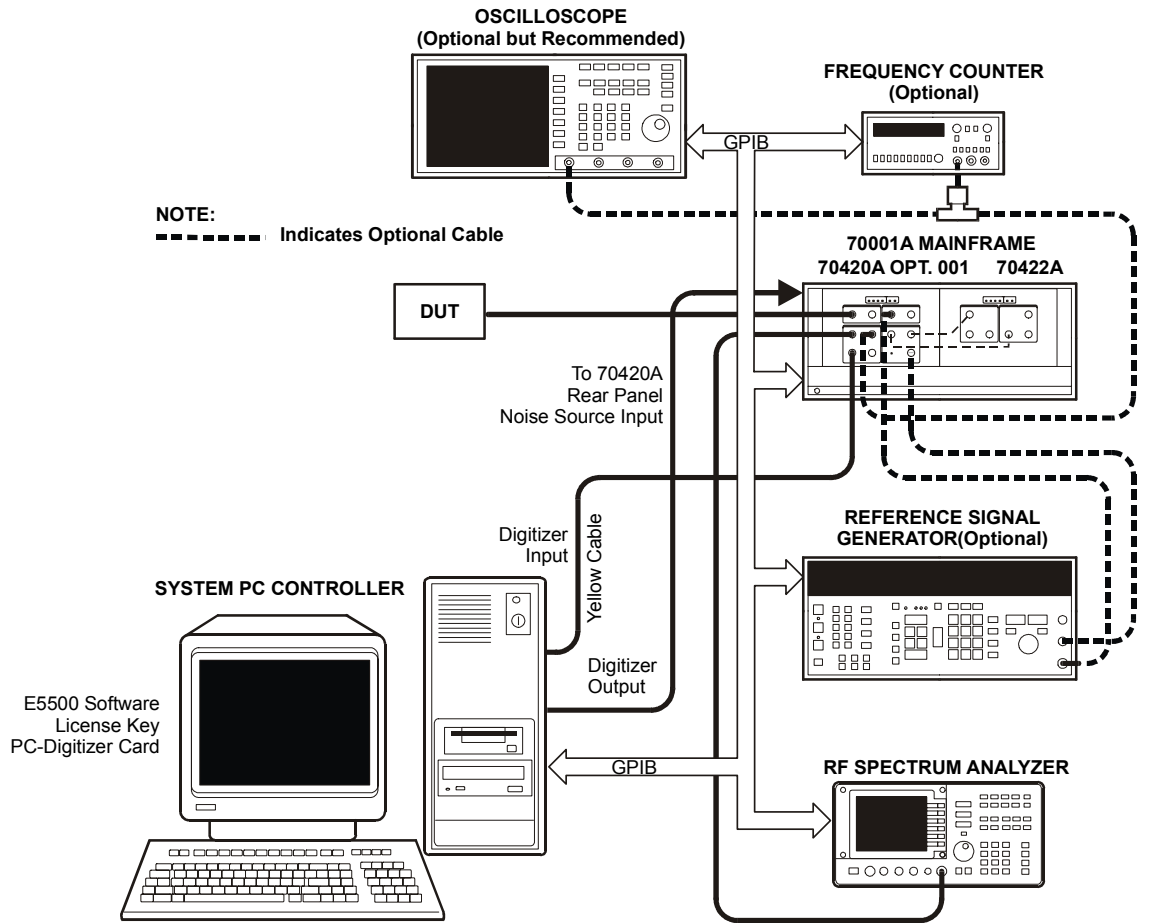 OSCILLOSCOPE
(Optional but Recommended)
FREQUENCY COUNTER
(Optional)
GPIB
NOTE:
Indicates Optional Cable
70001A MAINFRAME
70420A OPT. 001 70422A
DUT
To 70420A
Rear Panel
Noise Source Input
REFERENCE SIGNAL
GENERATOR(Optional)
Digitizer
Input
Yellow Cable
SYSTEM PC CONTROLLER
Digitizer
Output
E5500 Software
License Key
PC-Digitizer Card
GPIB
RF SPECTRUM ANALYZER